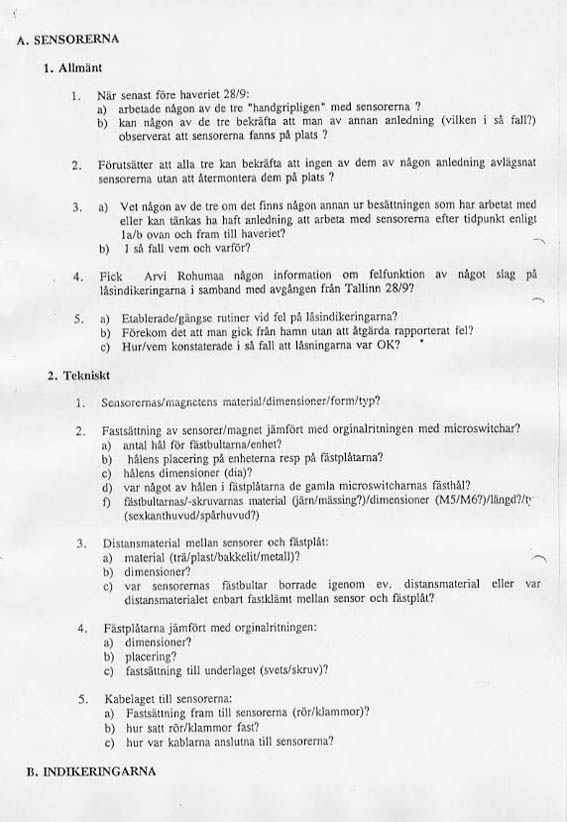 A. SENSORERNA
1. Allmänt
1. När senast före haveriet 28/9:
a) arbetade någon av de tre "handgripligen" med sensorerna ?
b) kan någon av de tre bekräfta att man av annan anledning (vilken i så fall?)
observerat att sensorerna fanns på plats ?
2. Förutsätter att alla tre kan bekräfta att ingen av dem av någon anledning avlägsnat
sensorerna utan att återmontera dem på plats ?
3. a) Vet någon av de tre om det finns någon annan ur besättningen som har arbetat med
eller kan tänkas ha haft anledning att arbeta med sensorerna efter tidpunkt enligt
1a/b ovan och fram till haveriet?
b) I så fall vem och varför?
4. Fick Arvi Rohumaa någon information om felfunktion av något slag på
låsindikeringarna i samband med avgången från Tallinn 28/9?
5. a) Etablerade/gängse rutiner vid fel på låsindikeringarna?
b) Förekom det att man gick från hamn utan att åtgärda rapporterat fel?
c) Hur/vem konstaterade i så fall att låsningarna var OK?
2. Tekniskt
1. Sensorernas/magnetens material/dimensioner/form/typ?
2. Fastsättning av sensorer/magnet jämfört med orginalritningen med microswitchar?
a) antal hål för fästbultarna/enhet?
b) hålens placering på enheterna resp på fästplåtarna?
c) hålens dimensioner (dia)?
d) var något av hålen i fästplåtarna de gamla microswitcharnas fästhål?
f) fästbultarnas/-skruvarnas material (järn/mässing?)/dimensioner (M5/M6?)/längd?/ty
(sexkanthuvud/spårhuvud?)
3. Distansmaterial mellan sensorer och fästplåt:
a) material (trä/plast/bakkelit/metall)?
b) dimensioner?
c) var sensorernas fästbultar borrade igenom ev. distansmaterial eller var
distansmaterialet enbart fastklämt mellan sensor och fästplåt?
4. Fästplåtarna jämfört med orginalritningen:
a) dimensioner?
b) placering?
c) fastsättning till underlaget (svets/skruv)?
5. Kabelaget till sensorerna:
a) Fastsättning fram till sensorerna (rör/klammor)?
b) hur satt rör/klammor fast?
c) hur var kablarna anslutna till sensorerna?
B. INDIKERINGARNA